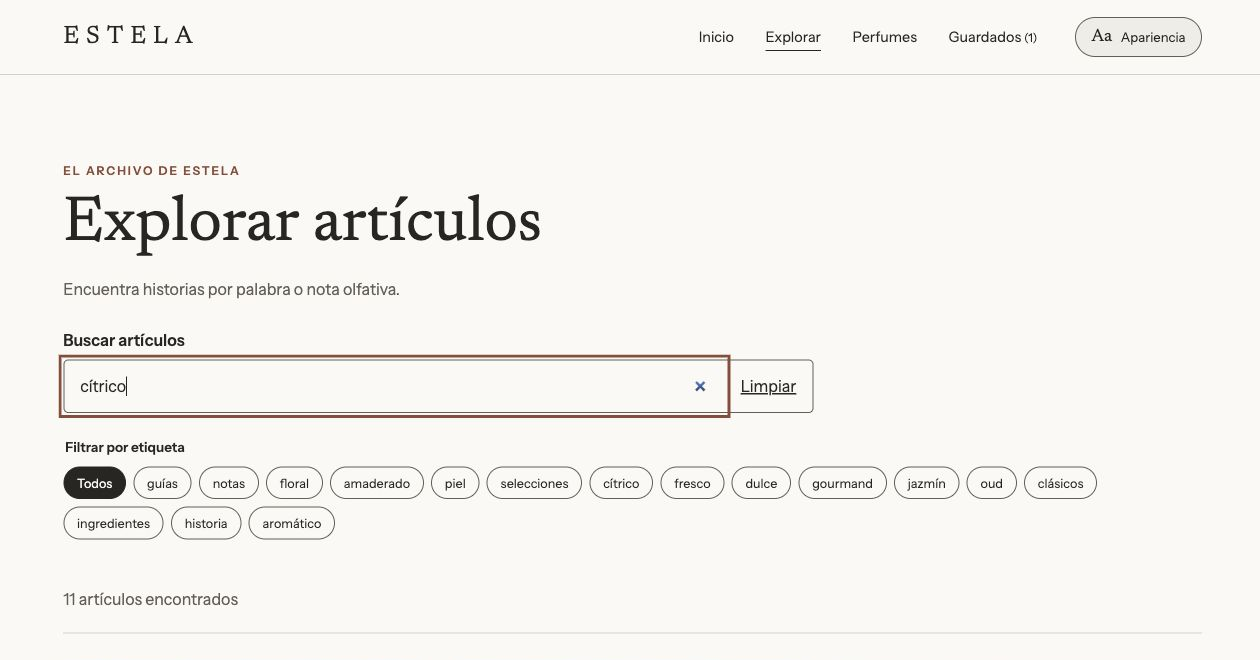 ESTELA
Inicio Explorar Perfumes Guardados (1) Aa Apariencia
EL ARCHIVO DE ESTELA
Explorar artículos
Encuentra historias por palabra o nota olfativa.
Buscar artículos
cítrico × Limpiar
Filtrar por etiqueta
Todos guías notas floral amaderado piel selecciones cítrico fresco dulce gourmand jazmín oud clásicos
ingredientes historia aromático
11 artículos encontrados